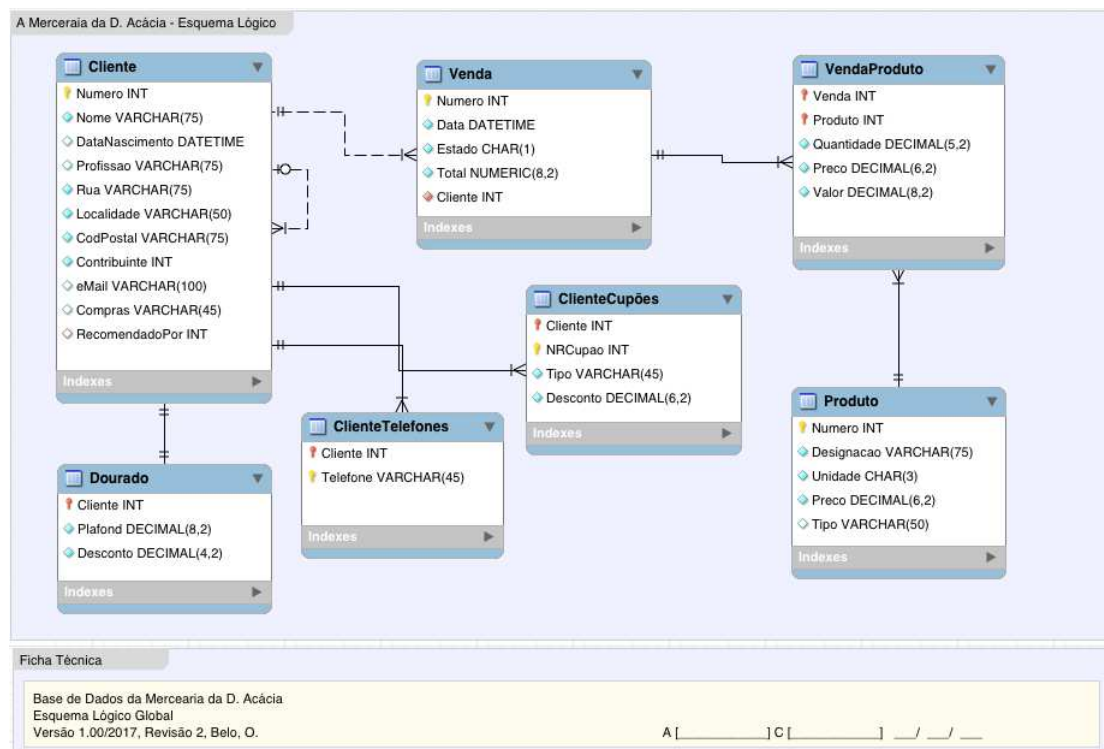 A Merceraia da D. Acácia - Esquema Lógico
Cliente
Numero INT
Nome VARCHAR(75)
DataNascimento DATETIME
Profissao VARCHAR(75)
Rua VARCHAR(75)
Localidade VARCHAR(50)
CodPostal VARCHAR(75)
Contribuinte INT
eMail VARCHAR(100)
Compras VARCHAR(45)
RecomendadoPor INT
Indexes
Venda
Numero INT
Data DATETIME
Estado CHAR(1)
Total NUMERIC(8,2)
Cliente INT
Indexes
VendaProduto
Venda INT
Produto INT
Quantidade DECIMAL(5,2)
Preco DECIMAL(6,2)
Valor DECIMAL(8,2)
Indexes
ClienteCupões
Cliente INT
NRCupao INT
Tipo VARCHAR(45)
Desconto DECIMAL(6,2)
Indexes
ClienteTelefones
Cliente INT
Telefone VARCHAR(45)
Indexes
Produto
Numero INT
Designacao VARCHAR(75)
Unidade CHAR(3)
Preco DECIMAL(6,2)
Tipo VARCHAR(50)
Indexes
Dourado
Cliente INT
Plafond DECIMAL(8,2)
Desconto DECIMAL(4,2)
Indexes
Ficha Técnica
Base de Dados da Mercearia da D. Acácia
Esquema Lógico Global
Versão 1.00/2017, Revisão 2, Belo, O.
A [____________] C [____________] ___/ ___/ ___